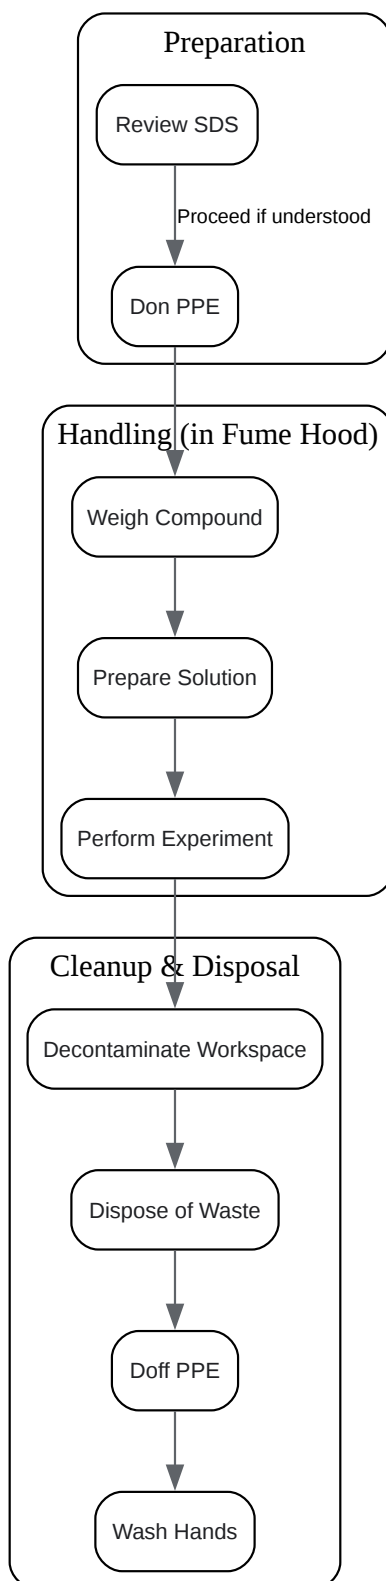 Preparation
Review SDS
Proceed if understood
Don PPE
Handling (in Fume Hood)
Weigh Compound
Prepare Solution
Perform Experiment
Cleanup & Disposal
Decontaminate Workspace
Dispose of Waste
Doff PPE
Wash Hands